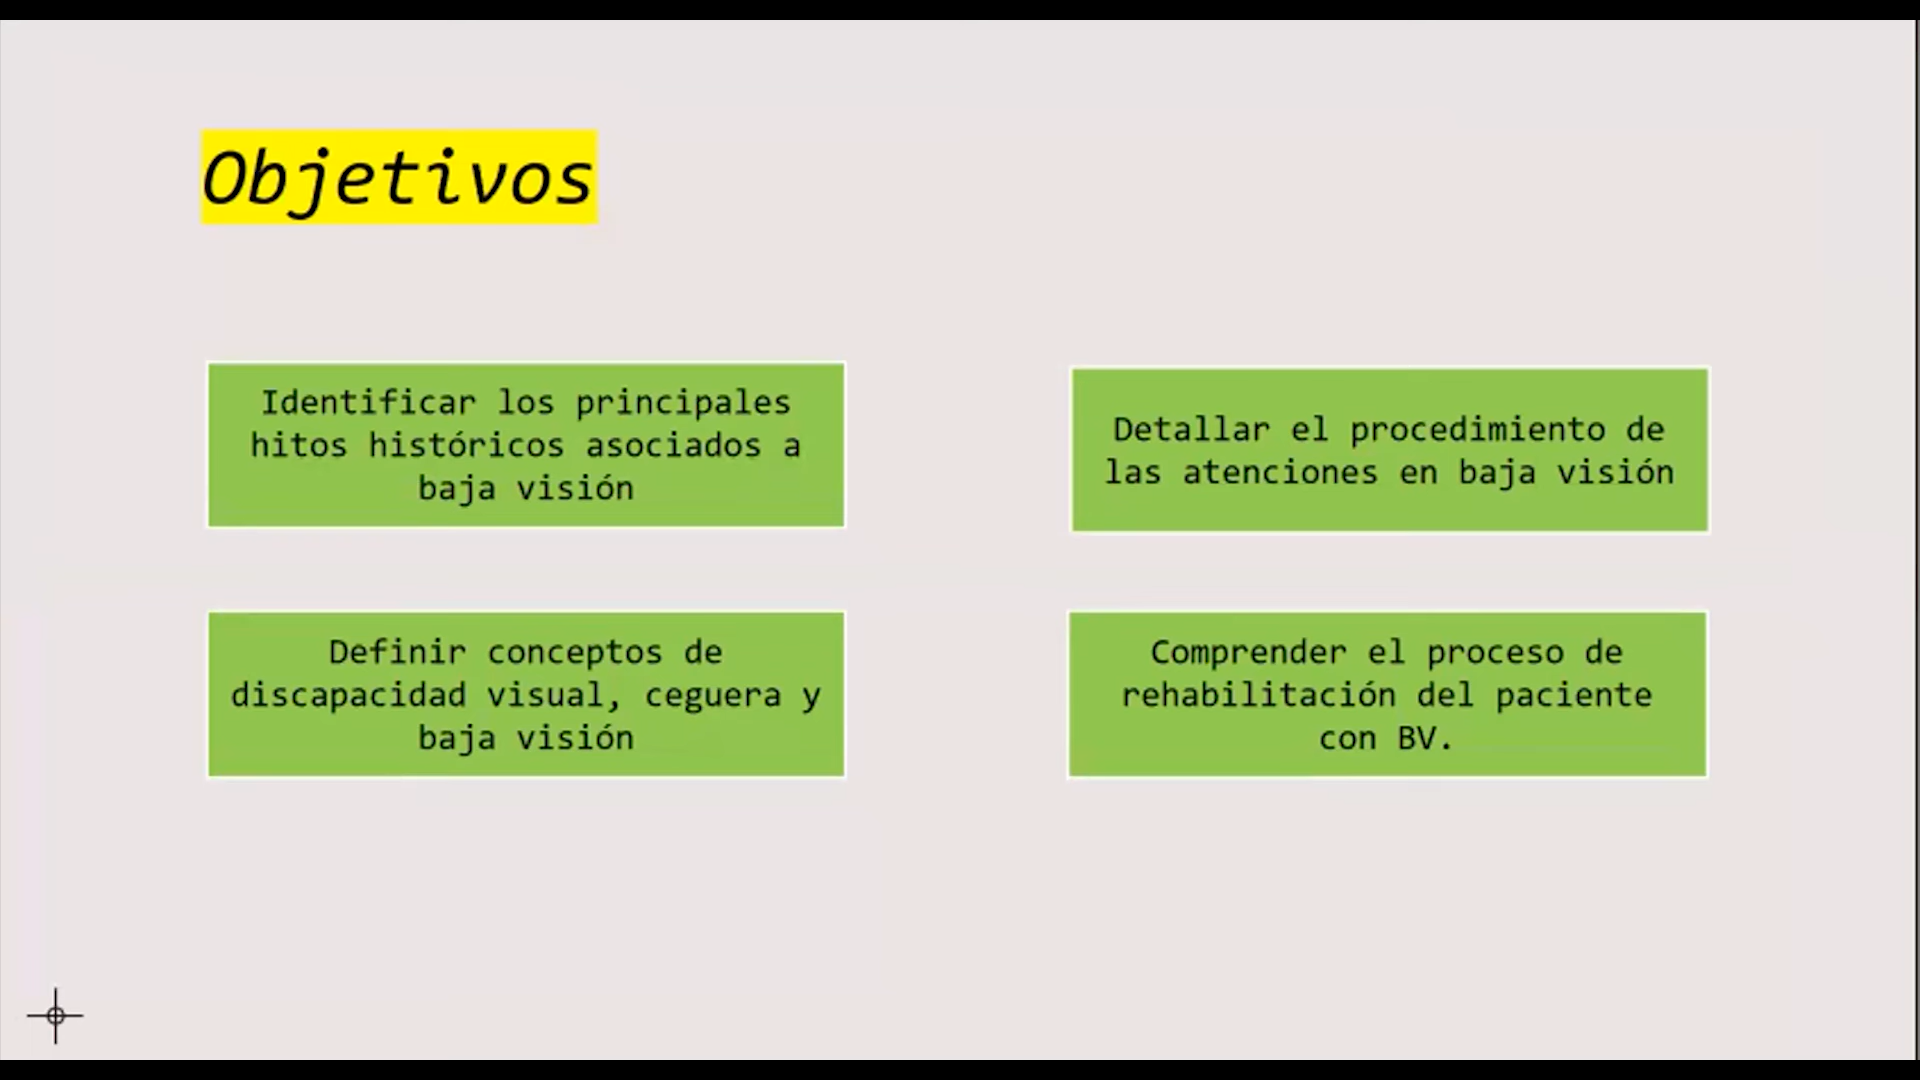 Objetivos
Identificar los principales
hitos históricos asociados a
baja visión
Detallar el procedimiento de
las atenciones en baja visión
Definir conceptos de
discapacidad visual, ceguera y
baja visión
Comprender el proceso de
rehabilitación del paciente
con BV.